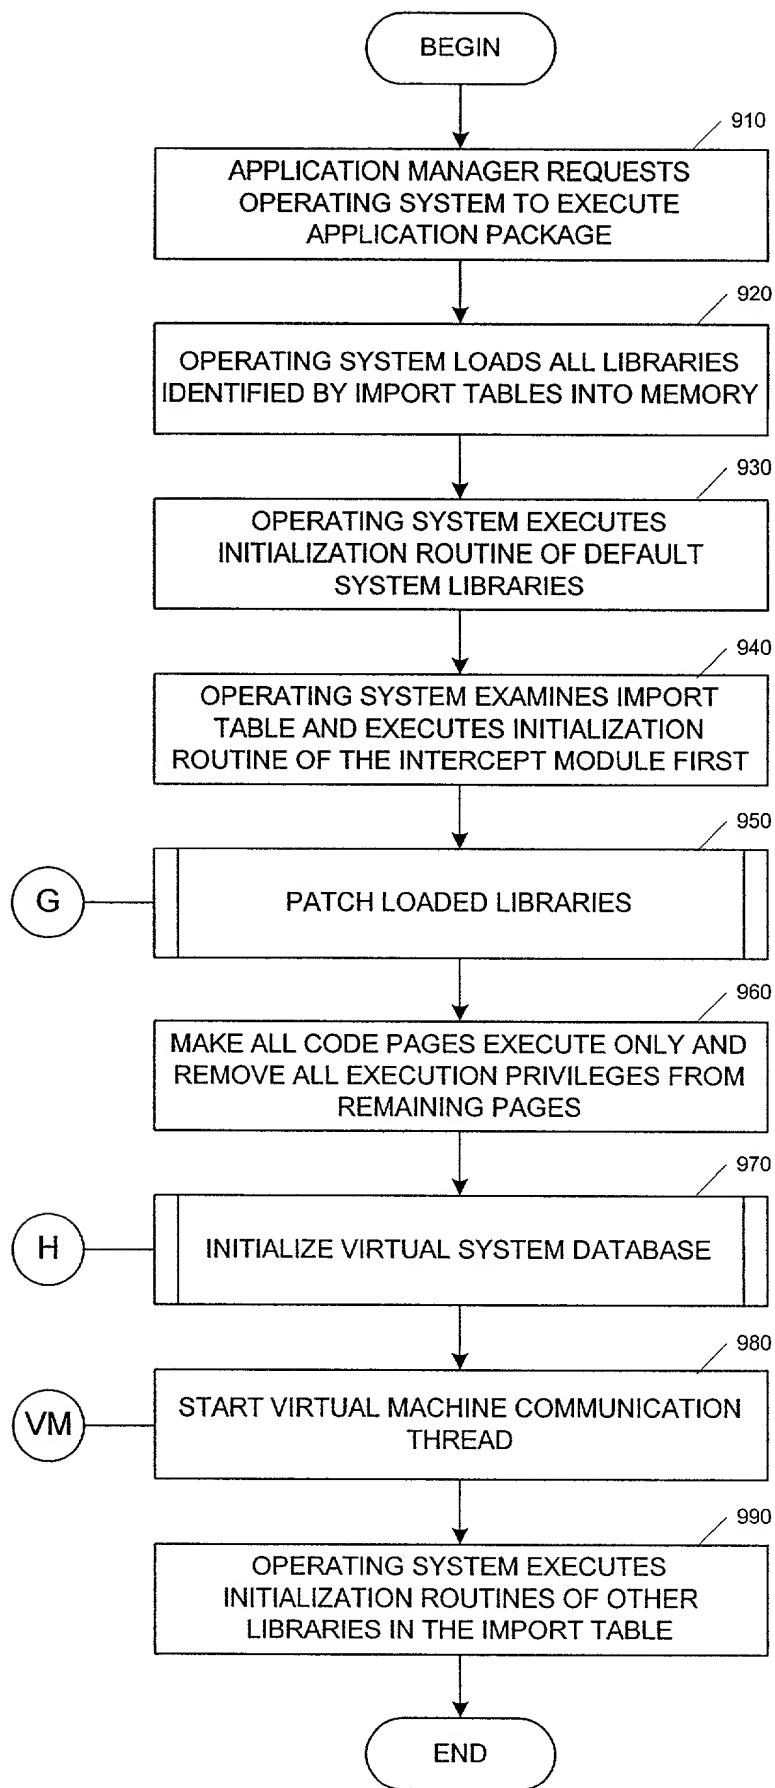 BEGIN
910
APPLICATION MANAGER REQUESTS
OPERATING SYSTEM TO EXECUTE
APPLICATION PACKAGE
920
OPERATING SYSTEM LOADS ALL LIBRARIES
IDENTIFIED BY IMPORT TABLES INTO MEMORY
930
OPERATING SYSTEM EXECUTES
INITIALIZATION ROUTINE OF DEFAULT
SYSTEM LIBRARIES
940
OPERATING SYSTEM EXAMINES IMPORT
TABLE AND EXECUTES INITIALIZATION
ROUTINE OF THE INTERCEPT MODULE FIRST
950
G
PATCH LOADED LIBRARIES
960
MAKE ALL CODE PAGES EXECUTE ONLY AND
REMOVE ALL EXECUTION PRIVILEGES FROM
REMAINING PAGES
970
H
INITIALIZE VIRTUAL SYSTEM DATABASE
980
VM
START VIRTUAL MACHINE COMMUNICATION
THREAD
990
OPERATING SYSTEM EXECUTES
INITIALIZATION ROUTINES OF OTHER
LIBRARIES IN THE IMPORT TABLE
END